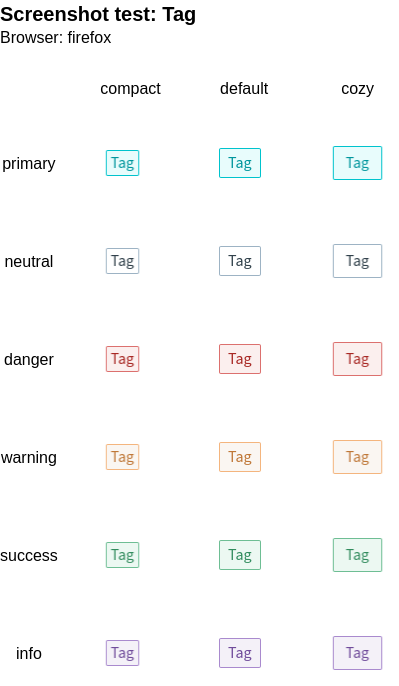 Screenshot test: Tag
Browser: firefox
compact default cozy
primary Tag Tag Tag
neutral Tag Tag Tag
danger Tag Tag Tag
warning Tag Tag Tag
success Tag Tag Tag
info Tag Tag Tag